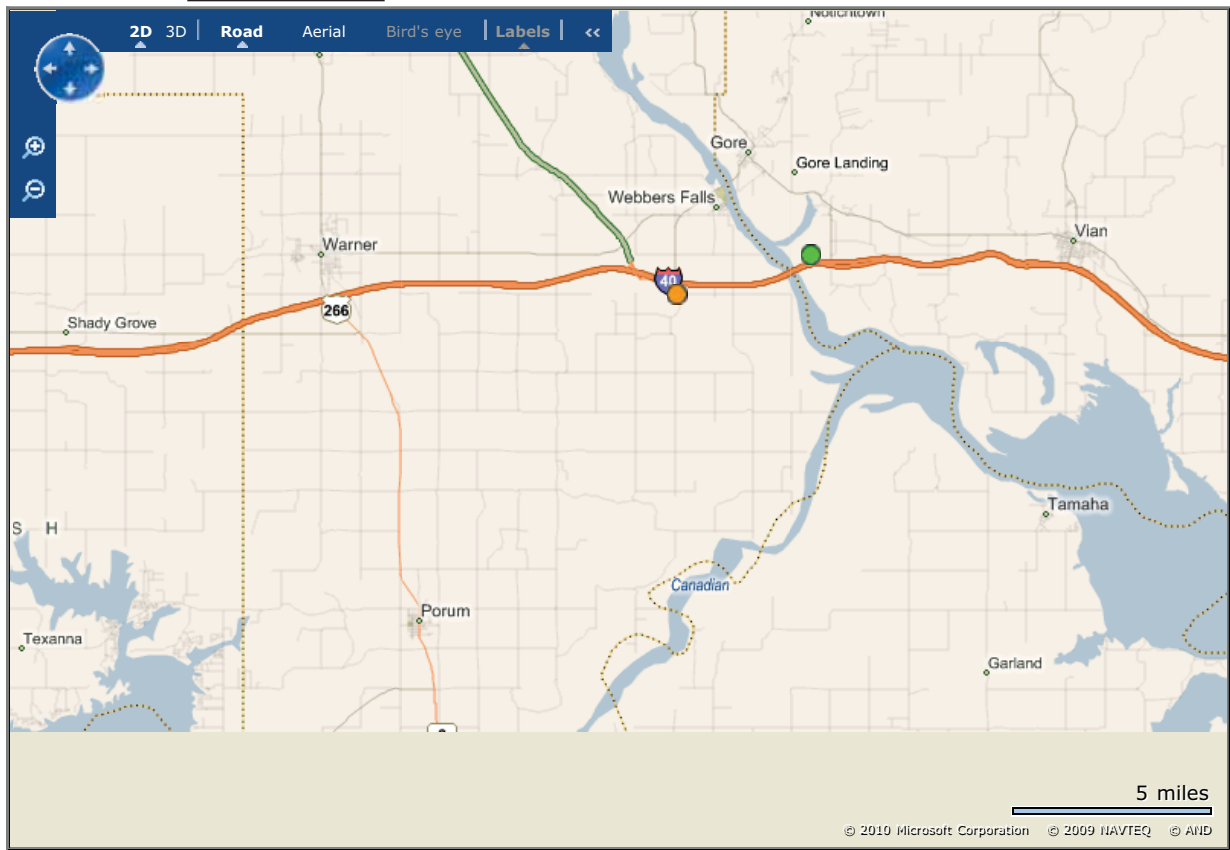 2D 3D | Road Aerial Bird's eye | Labels | «
Notichtown
Gore
Gore Landing
Webbers Falls
Vian
Warner
40
266
Shady Grove
S H
Tamaha
Canadian
Porum
Texanna
Garland
5 miles
© 2010 Microsoft Corporation © 2009 NAVTEQ © AND